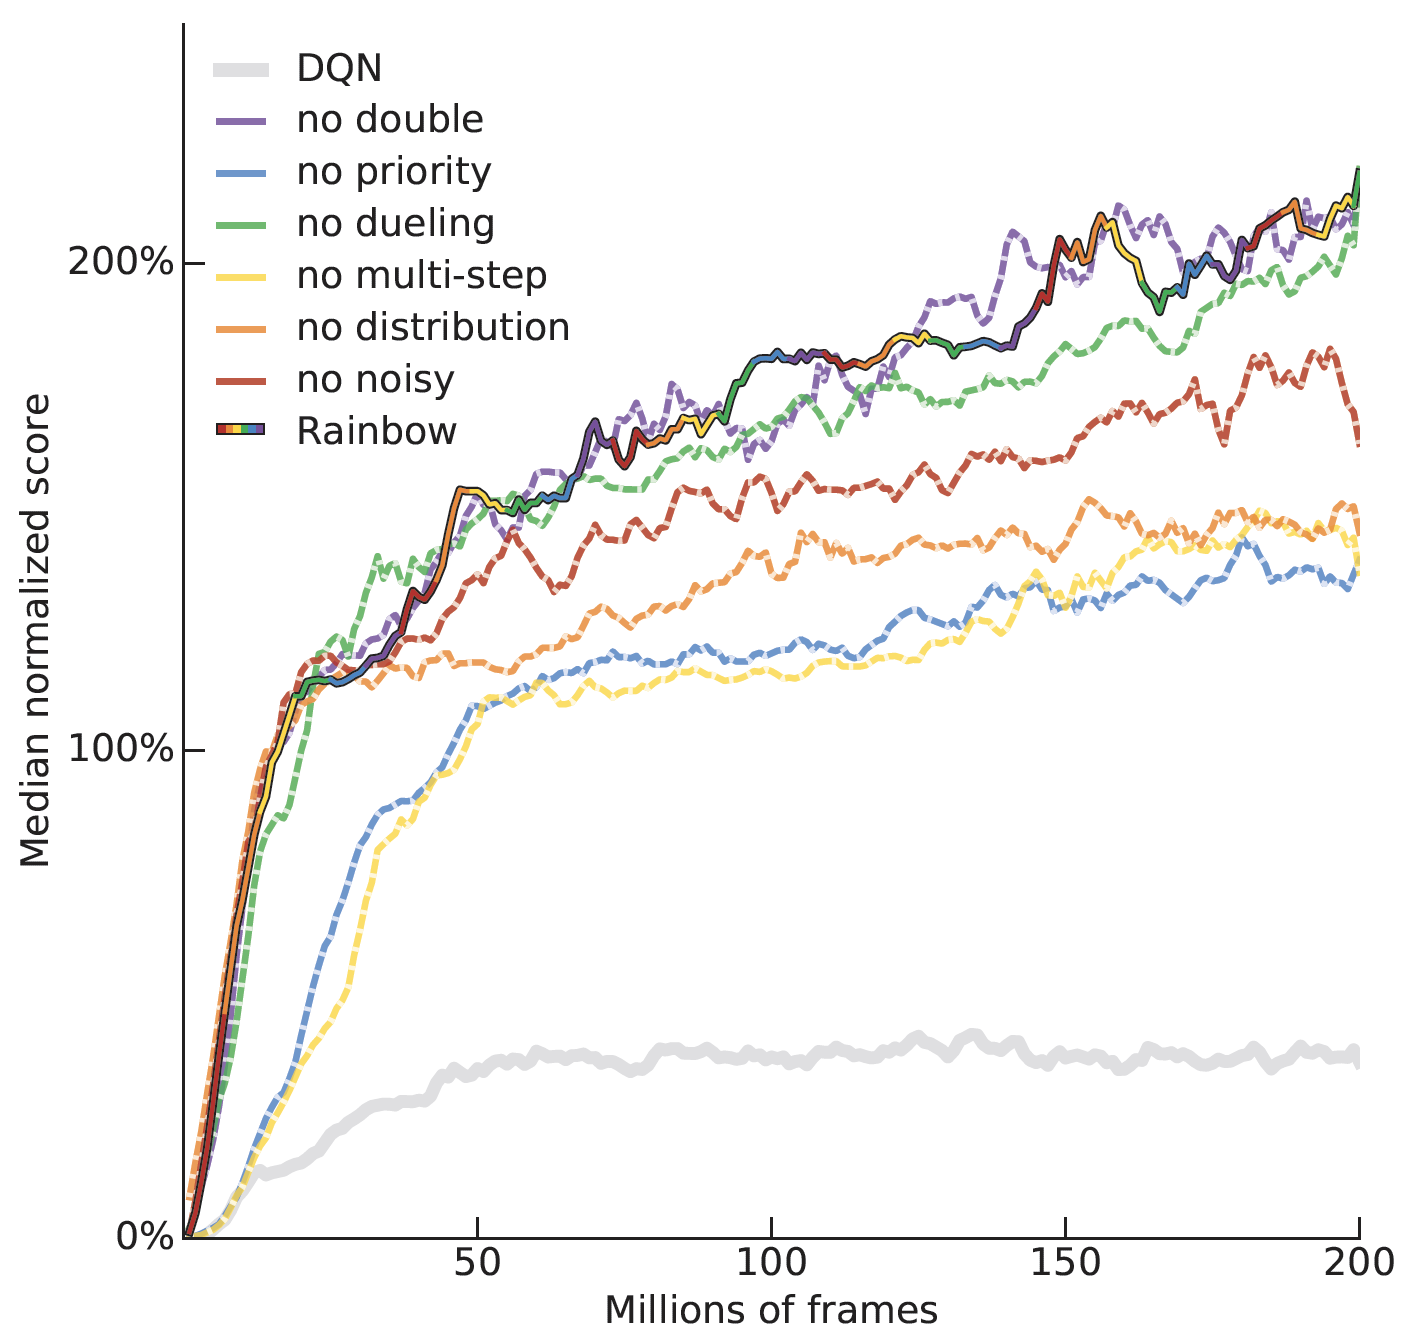 DQN
no double
no priority
no dueling
no multi-step
no distribution
no noisy
Rainbow
Median normalized score
200%
100%
0%
50
100
150
200
Millions of frames